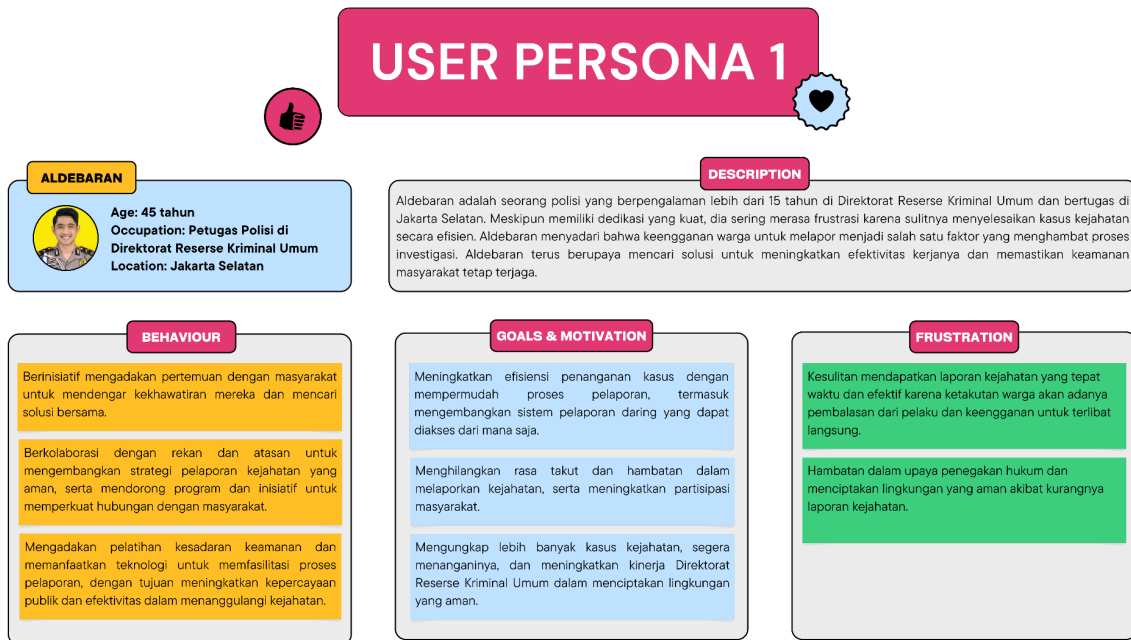 USER PERSONA 1
ALDEBARAN
Age: 45 tahun
Occupation: Petugas Polisi di
Direktorat Reserse Kriminal Umum
Location: Jakarta Selatan
DESCRIPTION
Aldebaran adalah seorang polisi yang berpengalaman lebih dari 15 tahun di Direktorat Reserse Kriminal Umum dan bertugas di
Jakarta Selatan. Meskipun memiliki dedikasi yang kuat, dia sering merasa frustrasi karena sulitnya menyelesaikan kasus kejahatan
secara efisien. Aldebaran menyadari bahwa keengganan warga untuk melapor menjadi salah satu faktor yang menghambat proses
investigasi. Aldebaran terus berupaya mencari solusi untuk meningkatkan efektivitas kerjanya dan memastikan keamanan
masyarakat tetap terjaga.
BEHAVIOUR
Berinisiatif mengadakan pertemuan dengan masyarakat
untuk mendengar kekhawatiran mereka dan mencari
solusi bersama.
Berkolaborasi dengan rekan dan atasan untuk
mengembangkan strategi pelaporan kejahatan yang
aman, serta mendorong program dan inisiatif untuk
memperkuat hubungan dengan masyarakat.
Mengadakan pelatihan kesadaran keamanan dan
memanfaatkan teknologi untuk memfasilitasi proses
pelaporan, dengan tujuan meningkatkan kepercayaan
publik dan efektivitas dalam menanggulangi kejahatan.
GOALS & MOTIVATION
Meningkatkan efisiensi penanganan kasus dengan
mempermudah proses pelaporan, termasuk
mengembangkan sistem pelaporan daring yang dapat
diakses dari mana saja.
Menghilangkan rasa takut dan hambatan dalam
melaporkan kejahatan, serta meningkatkan partisipasi
masyarakat.
Mengungkap lebih banyak kasus kejahatan, segera
menanganinya, dan meningkatkan kinerja Direktorat
Reserse Kriminal Umum dalam menciptakan lingkungan
yang aman.
FRUSTRATION
Kesulitan mendapatkan laporan kejahatan yang tepat
waktu dan efektif karena ketakutan warga akan adanya
pembalasan dari pelaku dan keengganan untuk terlibat
langsung.
Hambatan dalam upaya penegakan hukum dan
menciptakan lingkungan yang aman akibat kurangnya
laporan kejahatan.